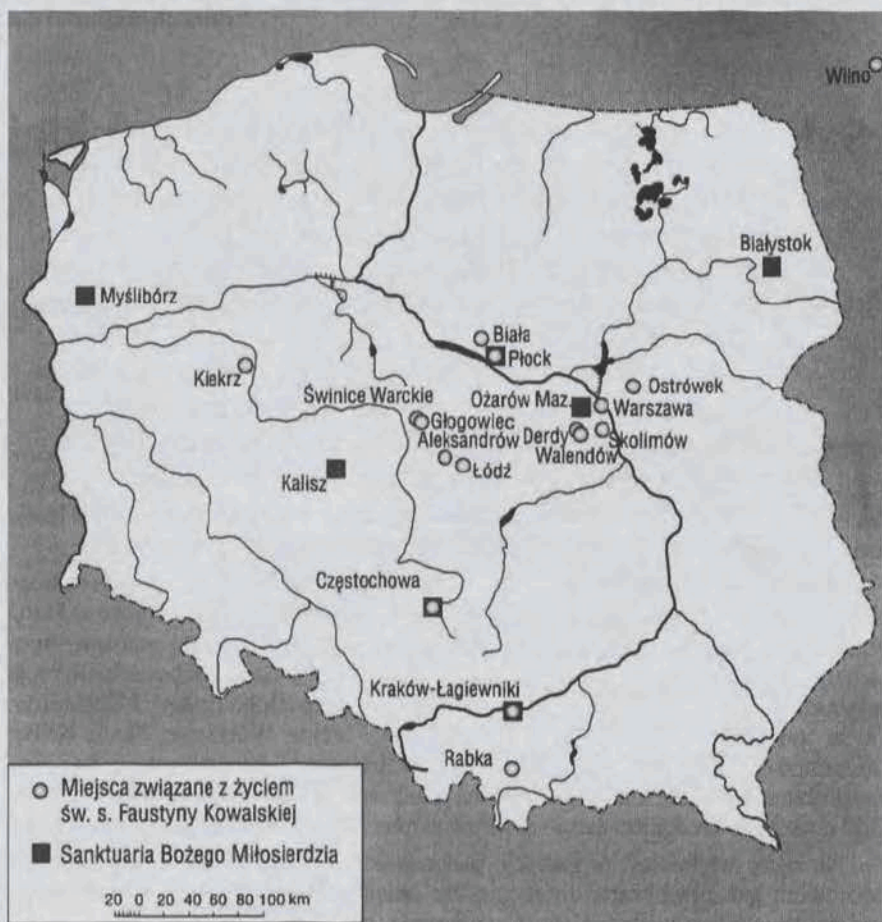 Wilno
Białystok
Myślibórz
Biała
Płock
Kiekrz
Ostrówek
Świnice Warckie
Ożarów Maz.
Warszawa
Głogowiec
Aleksandrów
Derdy
Skolimów
Walendów
Łódź
Kalisz
Częstochowa
Kraków-Łagiewniki
Rabka
Miejsca związane z życiem
św. s. Faustyny Kowalskiej
Sanktuaria Bożego Miłosierdzia
20 0 20 40 60 80 100 km